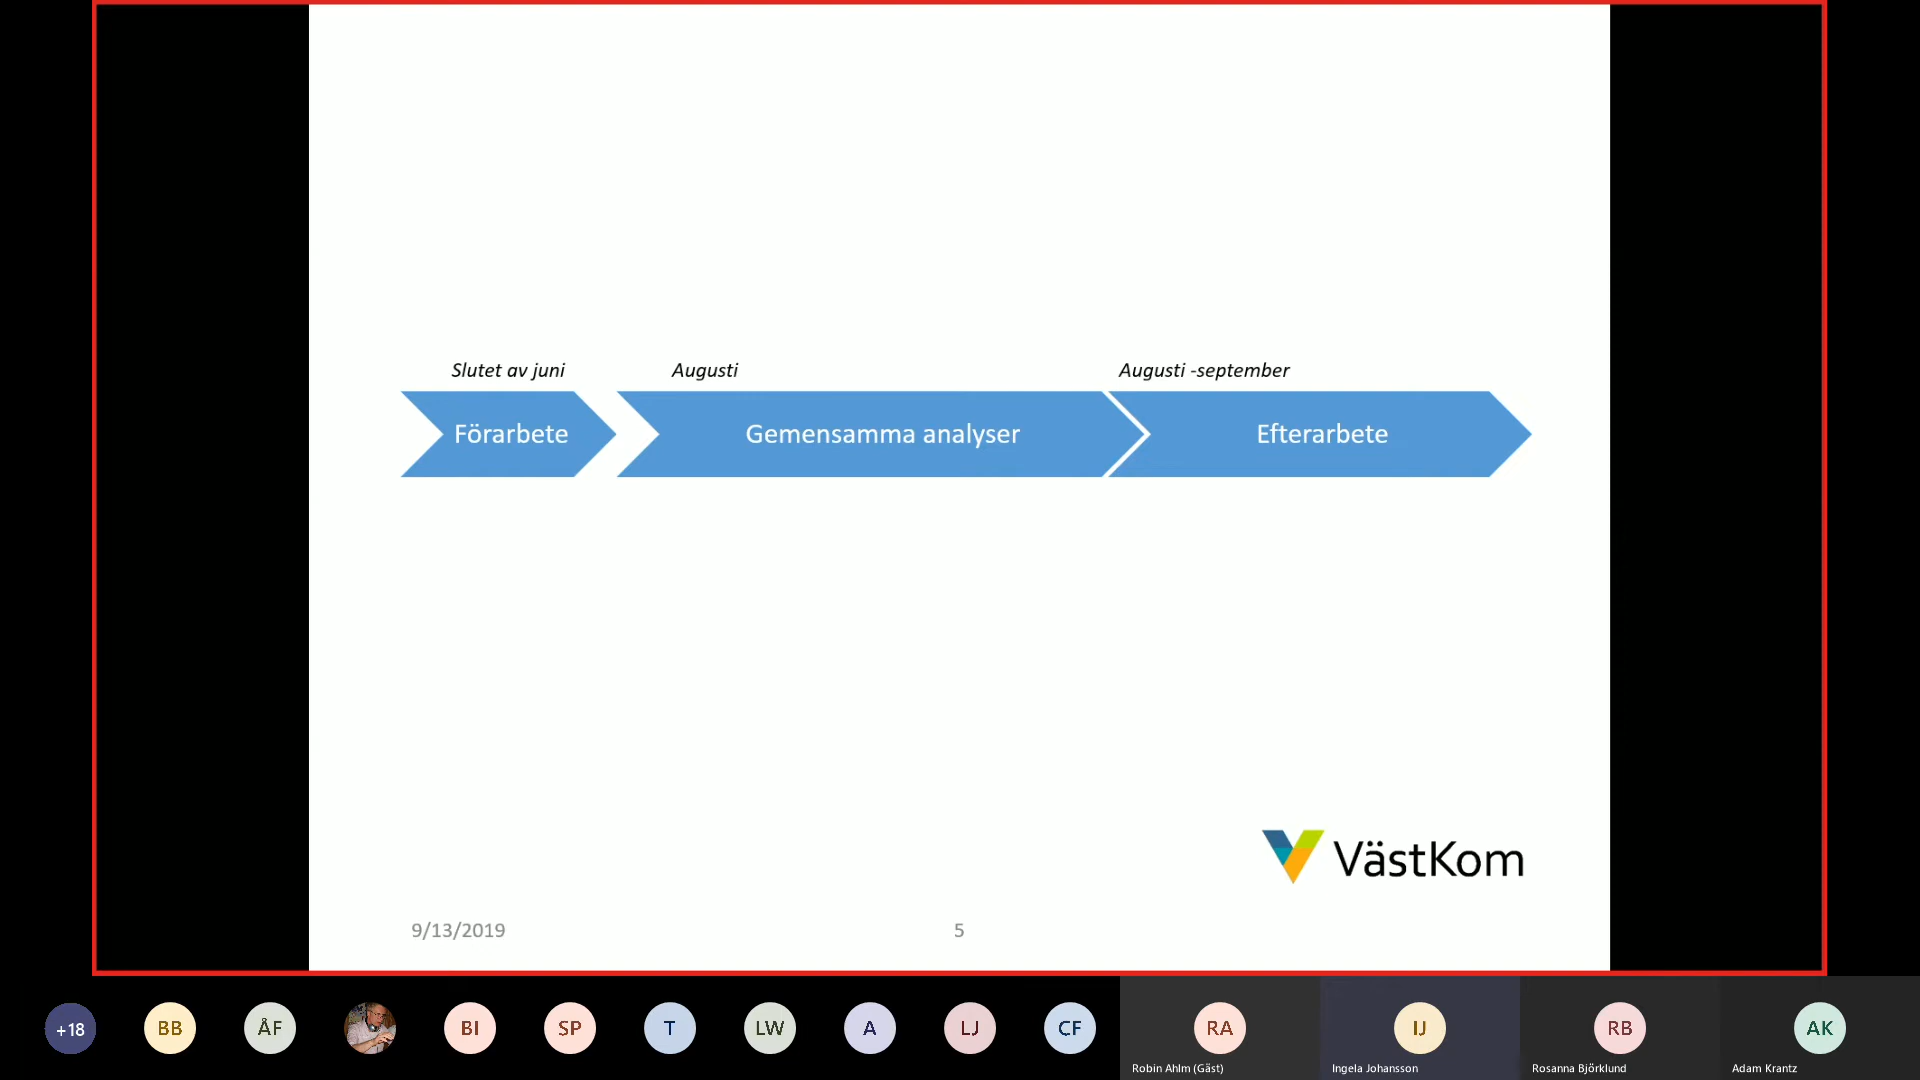 Slutet av juni
Augusti
Augusti -september
Förarbete
Gemensamma analyser
Efterarbete
VästKom
9/13/2019
5
+18
BB
ÅF
BI
SP
T
LW
A
LJ
CF
RA
IJ
RB
AK
Robin Ahlm (Gäst)
Ingela Johansson
Rosanna Björklund
Adam Krantz